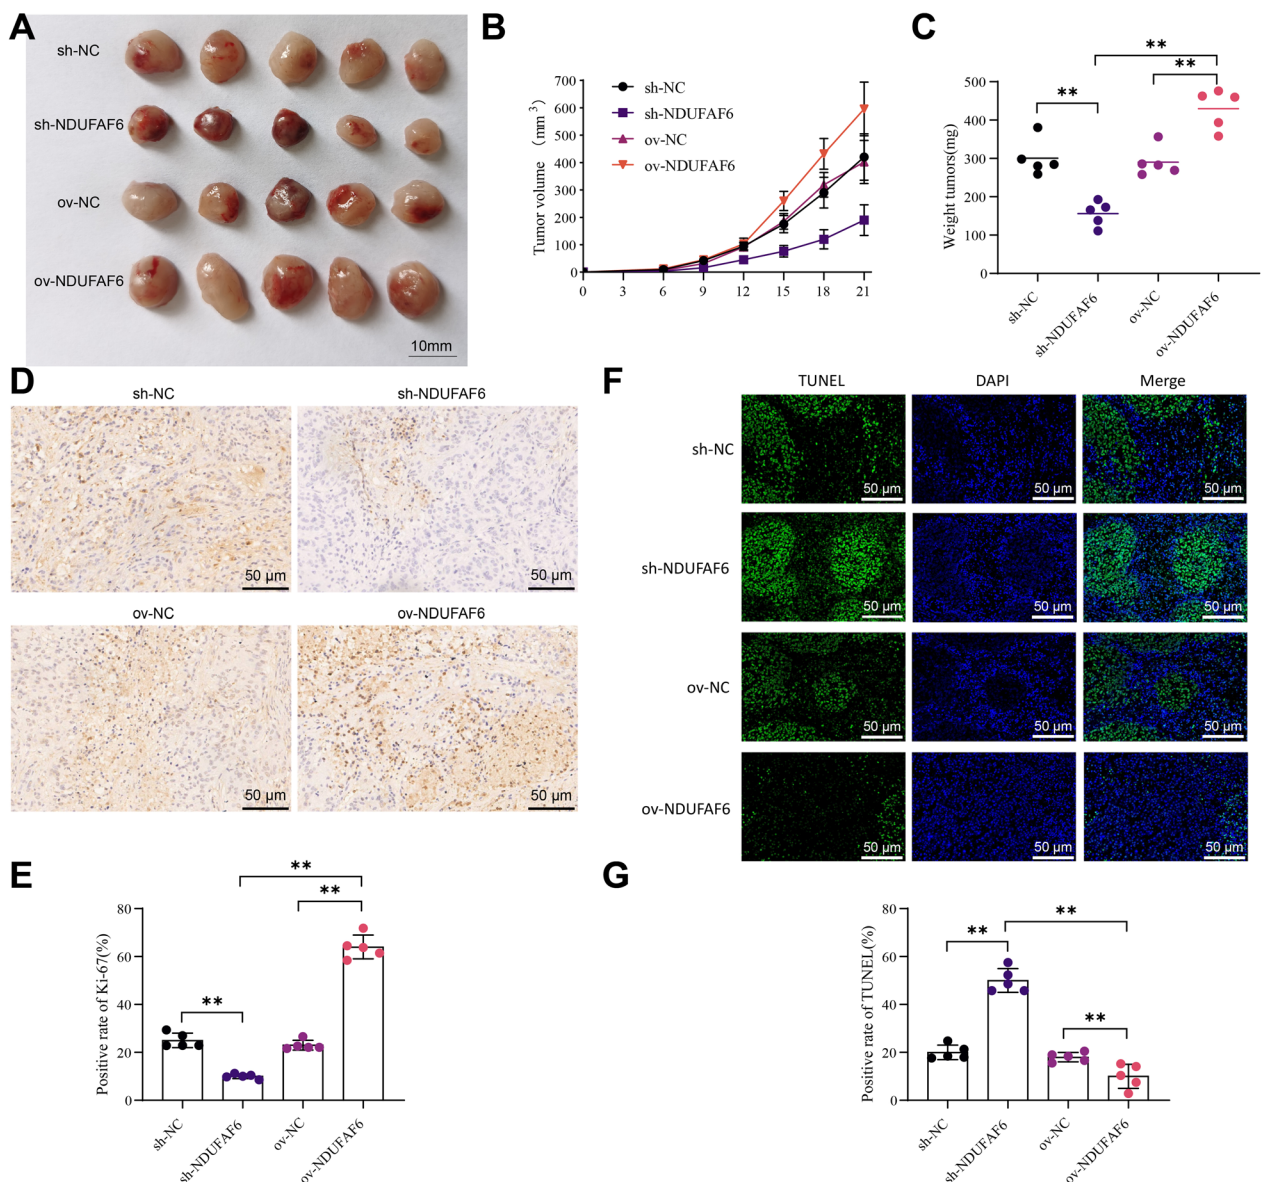 A
sh-NC
sh-NDUFAF6
ov-NC
ov-NDUFAF6
10mm
B
Tumor volume (mm 3)
700
600
500
400
300
200
100
0
0 3 6 9 12 15 18 21
sh-NC
sh-NDUFAF6
ov-NC
ov-NDUFAF6
C
Weight tumors(mg)
500
400
300
200
100
0
** ** **
sh-NC sh-NDUFAF6 ov-NC ov-NDUFAF6
D
sh-NC sh-NDUFAF6
50 μm 50 μm
ov-NC ov-NDUFAF6
50 μm 50 μm
F
TUNEL DAPI Merge
sh-NC
50 μm 50 μm 50 μm
sh-NDUFAF6
50 μm 50 μm 50 μm
ov-NC
50 μm 50 μm 50 μm
ov-NDUFAF6
50 μm 50 μm 50 μm
E
Positive rate of Ki-67(%)
80
60
40
20
0
** ** **
sh-NC sh-NDUFAF6 ov-NC ov-NDUFAF6
G
Positive rate of TUNEL(%)
80
60
40
20
0
** ** **
sh-NC sh-NDUFAF6 ov-NC ov-NDUFAF6